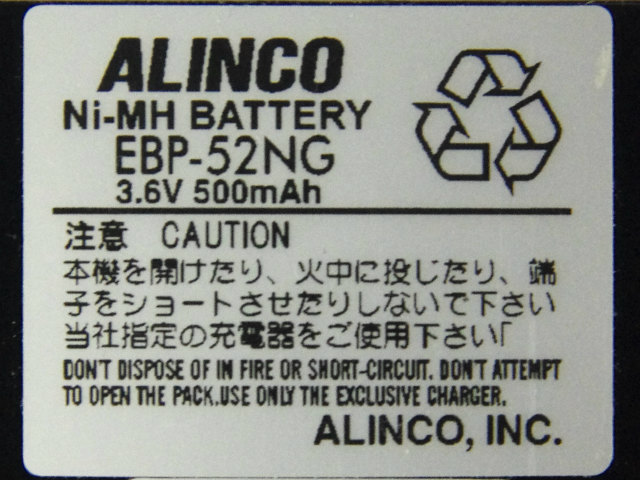 ALINCO
Ni-MH BATTERY
EBP-52NG
3.6V 500mAh
注意 CAUTION
本機を開けたり、火中に投じたり、端
子をショートさせたりしないで下さい
当社指定の充電器をご使用下さい「
DON'T DISPOSE OF IN FIRE OR SHORT-CIRCUIT. DON'T ATTEMPT
TO OPEN THE PACK.USE ONLY THE EXCLUSIVE CHARGER.
ALINCO, INC.